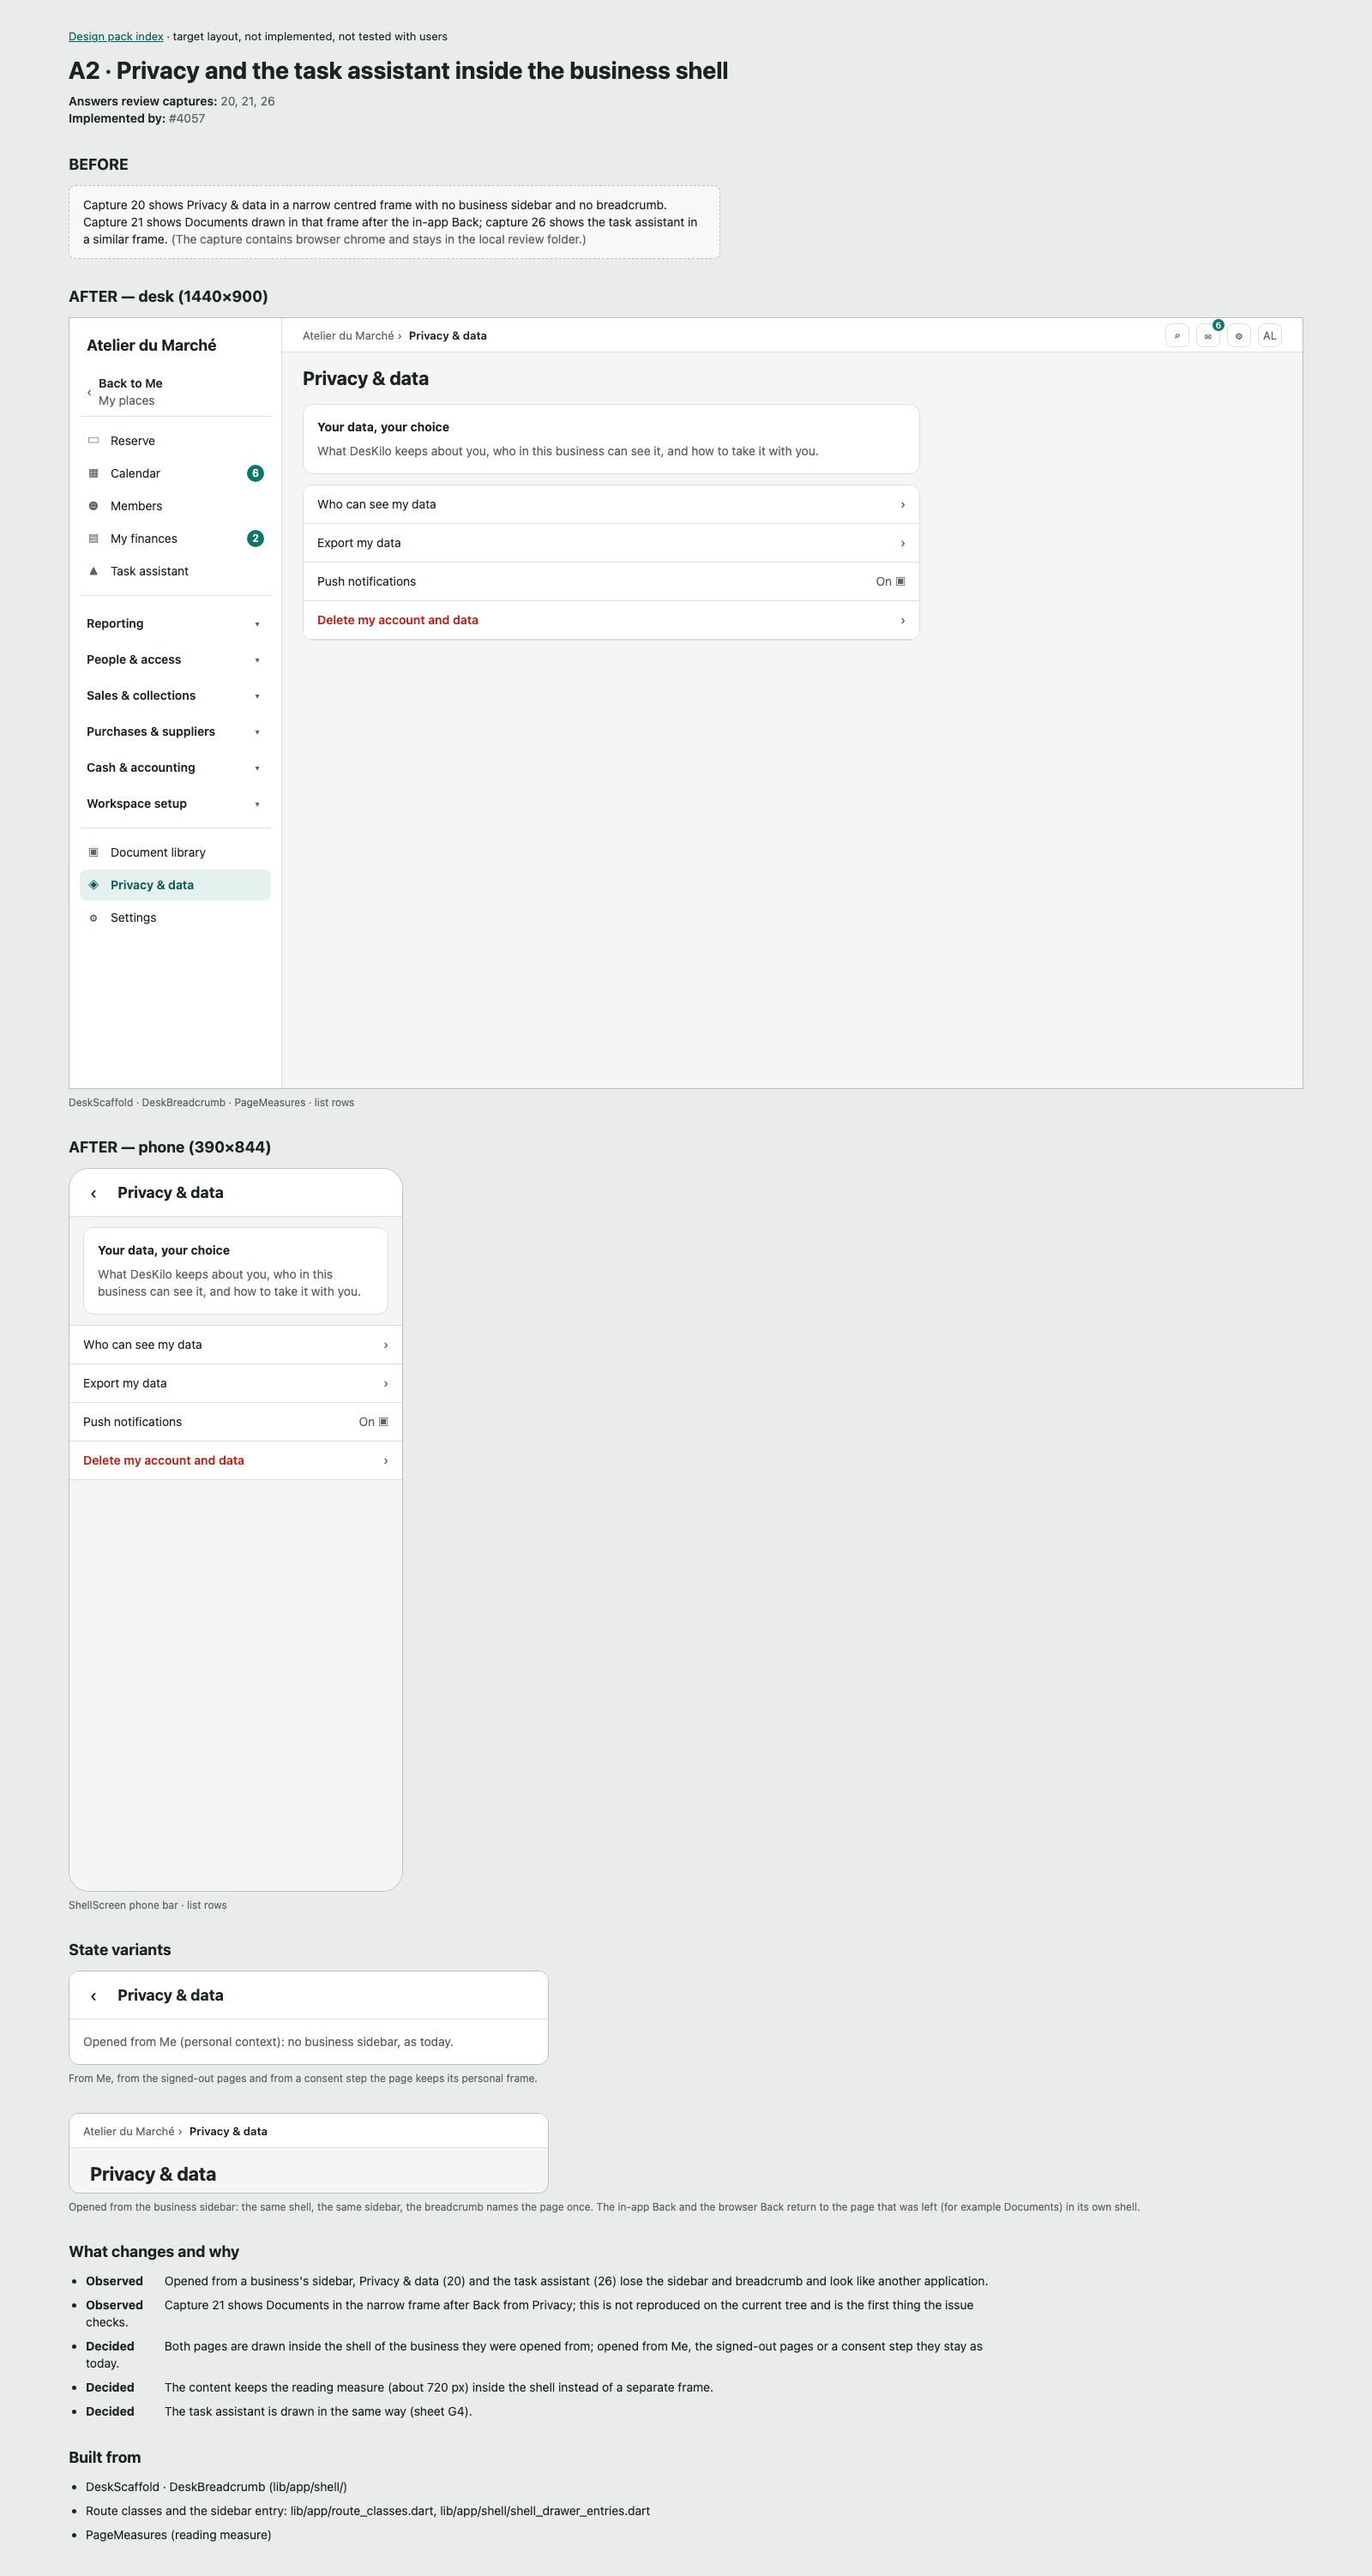 Design pack index · target layout, not implemented, not tested with users
A2 · Privacy and the task assistant inside the business shell
Answers review captures: 20, 21, 26
Implemented by: #4057
BEFORE
Capture 20 shows Privacy & data in a narrow centred frame with no business sidebar and no breadcrumb.
Capture 21 shows Documents drawn in that frame after the in-app Back; capture 26 shows the task assistant in
a similar frame. (The capture contains browser chrome and stays in the local review folder.)
AFTER — desk (1440×900)
Atelier du Marché
‹ Back to Me
My places
Reserve
Calendar 6
Members
My finances 2
Task assistant
Reporting
People & access
Sales & collections
Purchases & suppliers
Cash & accounting
Workspace setup
Document library
Privacy & data
Settings
Atelier du Marché › Privacy & data
6
AL
Privacy & data
Your data, your choice
What DesKilo keeps about you, who in this business can see it, and how to take it with you.
Who can see my data ›
Export my data ›
Push notifications On
Delete my account and data ›
DeskScaffold · DeskBreadcrumb · PageMeasures · list rows
AFTER — phone (390×844)
‹ Privacy & data
Your data, your choice
What DesKilo keeps about you, who in this
business can see it, and how to take it with you.
Who can see my data ›
Export my data ›
Push notifications On
Delete my account and data ›
ShellScreen phone bar · list rows
State variants
‹ Privacy & data
Opened from Me (personal context): no business sidebar, as today.
From Me, from the signed-out pages and from a consent step the page keeps its personal frame.
Atelier du Marché › Privacy & data
Privacy & data
Opened from the business sidebar: the same shell, the same sidebar, the breadcrumb names the page once. The in-app Back and the browser Back return to the page that was left (for example Documents) in its own shell.
What changes and why
• Observed Opened from a business's sidebar, Privacy & data (20) and the task assistant (26) lose the sidebar and breadcrumb and look like another application.
• Observed Capture 21 shows Documents in the narrow frame after Back from Privacy; this is not reproduced on the current tree and is the first thing the issue
checks.
• Decided Both pages are drawn inside the shell of the business they were opened from; opened from Me, the signed-out pages or a consent step they stay as
today.
• Decided The content keeps the reading measure (about 720 px) inside the shell instead of a separate frame.
• Decided The task assistant is drawn in the same way (sheet G4).
Built from
• DeskScaffold · DeskBreadcrumb (lib/app/shell/)
• Route classes and the sidebar entry: lib/app/route_classes.dart, lib/app/shell/shell_drawer_entries.dart
• PageMeasures (reading measure)